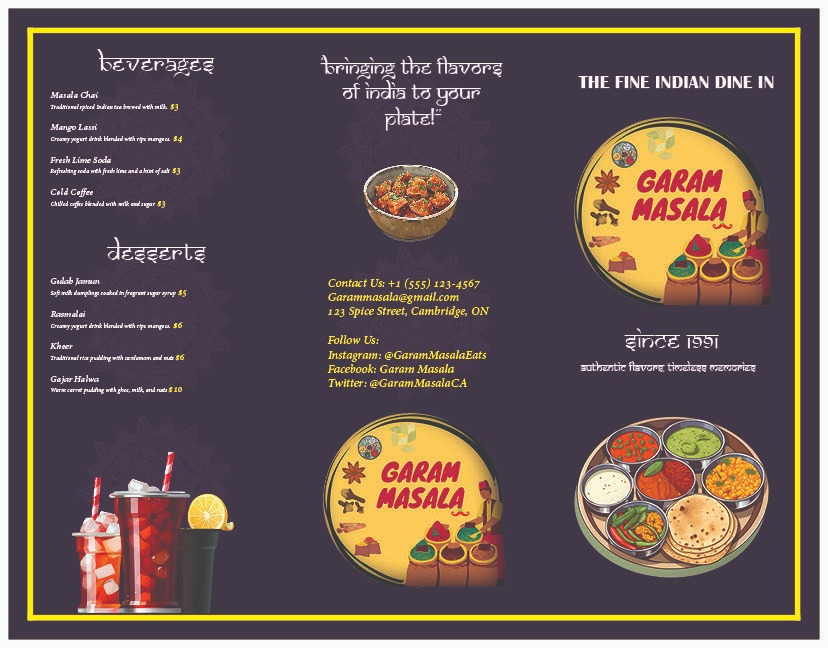 beverages
Masala Chai
Traditional spiced Indian tea brewed with milk. $3
Mango Lassi
Creamy yogurt drink blended with ripe mangoes. $4
Fresh Lime Soda
Refreshing soda with fresh lime and a hint of salt $3
Cold Coffee
Chilled coffee blended with milk and sugar $3
desserts
Gulab Jamun
Soft milk dumplings soaked in fragrant sugar syrup $5
Rasmalai
Creamy yogurt drink blended with ripe mangoes. $6
Kheer
Traditional rice pudding with cardamom and nuts $6
Gajar Halwa
Warm carrot pudding with ghee, milk, and nuts $10
"bringing the flavors
of india to your
plate!"
Contact Us: +1 (555) 123-4567
Garammasala@gmail.com
123 Spice Street, Cambridge, ON
Follow Us:
Instagram: @GaramMasalaEats
Facebook: Garam Masala
Twitter: @GaramMasalaCA
GARAM
MASALA
THE FINE INDIAN DINE IN
GARAM
MASALA
since 1991
authentic flavors, timeless memories